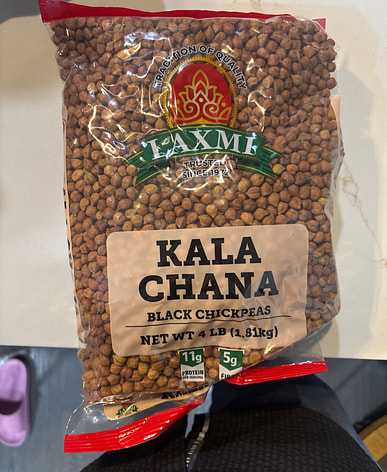 TRACTION OF QUALITY
LAXMI
TRUSTED
SINCE 1972
KALA
CHANA
BLACK CHICKPEAS
NET WT 4 LB (1.81kg)
11g 5g
PROTEIN